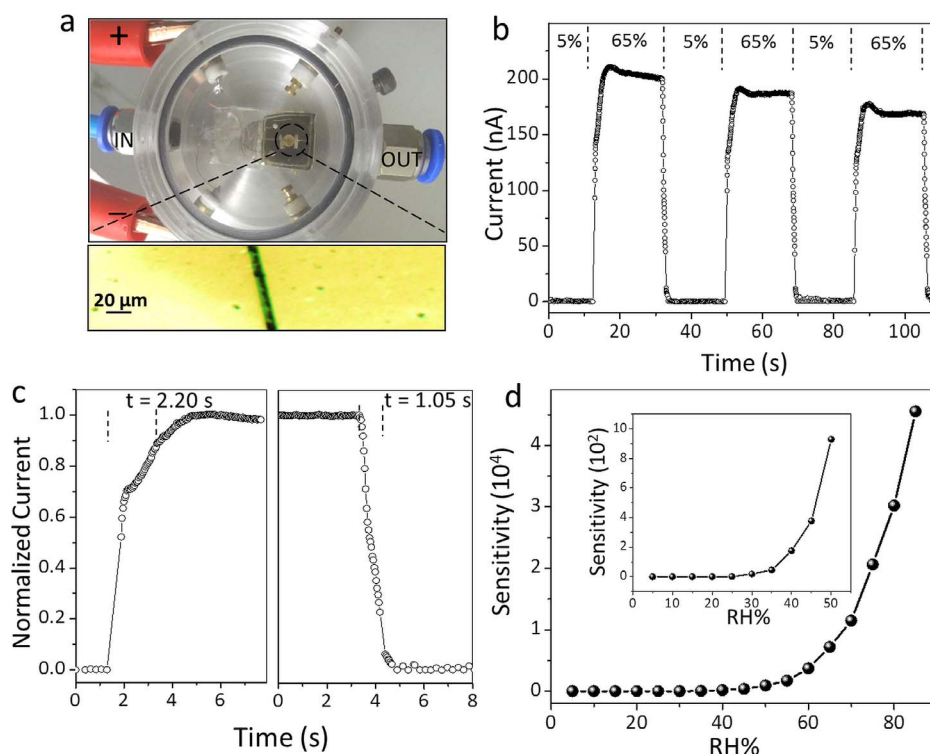 a
+
IN
OUT
−
20 µm
b
5% 65% 5% 65% 5% 65%
200
150
100
50
0
Current (nA)
0 20 40 60 80 100
Time (s)
c
t = 2.20 s
t = 1.05 s
1.0
0.8
0.6
0.4
0.2
0.0
Normalized Current
0 2 4 6 8 0 2 4 6 8
Time (s)
d
4
3
2
1
0
Sensitivity (10⁴)
0 20 40 60 80
RH%
10
8
6
4
2
0
Sensitivity (10²)
0 10 20 30 40 50
RH%